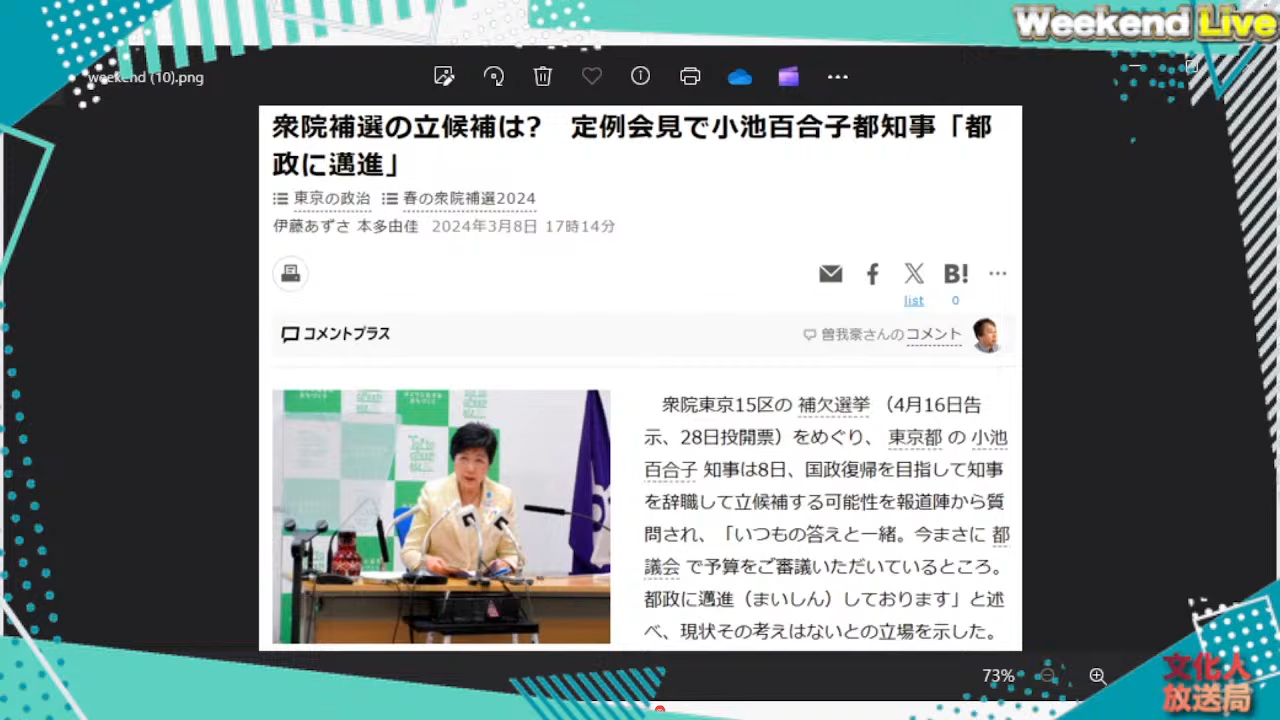 Weekend Live
weekend (10).png
衆院補選の立候補は?　定例会見で小池百合子都知事「都
政に邁進」
東京の政治 春の衆院補選2024
伊藤あずさ 本多由佳 2024年3月8日 17時14分
B!
list 0
コメントプラス 曽我豪さんのコメント
衆院東京15区の 補欠選挙 （4月16日告
示、28日投開票）をめぐり、 東京都 の 小池
百合子 知事は8日、国政復帰を目指して知事
を辞職して立候補する可能性を報道陣から質
問され、「いつもの答えと一緒。今まさに 都
議会 で予算をご審議いただいているところ。
都政に邁進（まいしん）しております」と述
べ、現状その考えはないとの立場を示した。
73%
文化人
放送局